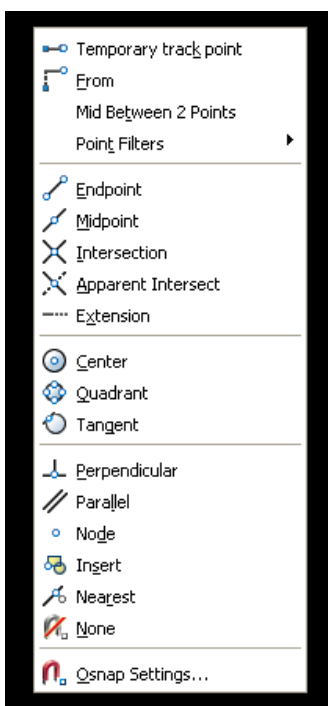 Temporary track point
From
Mid Between 2 Points
Point Filters
Endpoint
Midpoint
Intersection
Apparent Intersect
Extension
Center
Quadrant
Tangent
Perpendicular
Parallel
Node
Insert
Nearest
None
Osnap Settings...